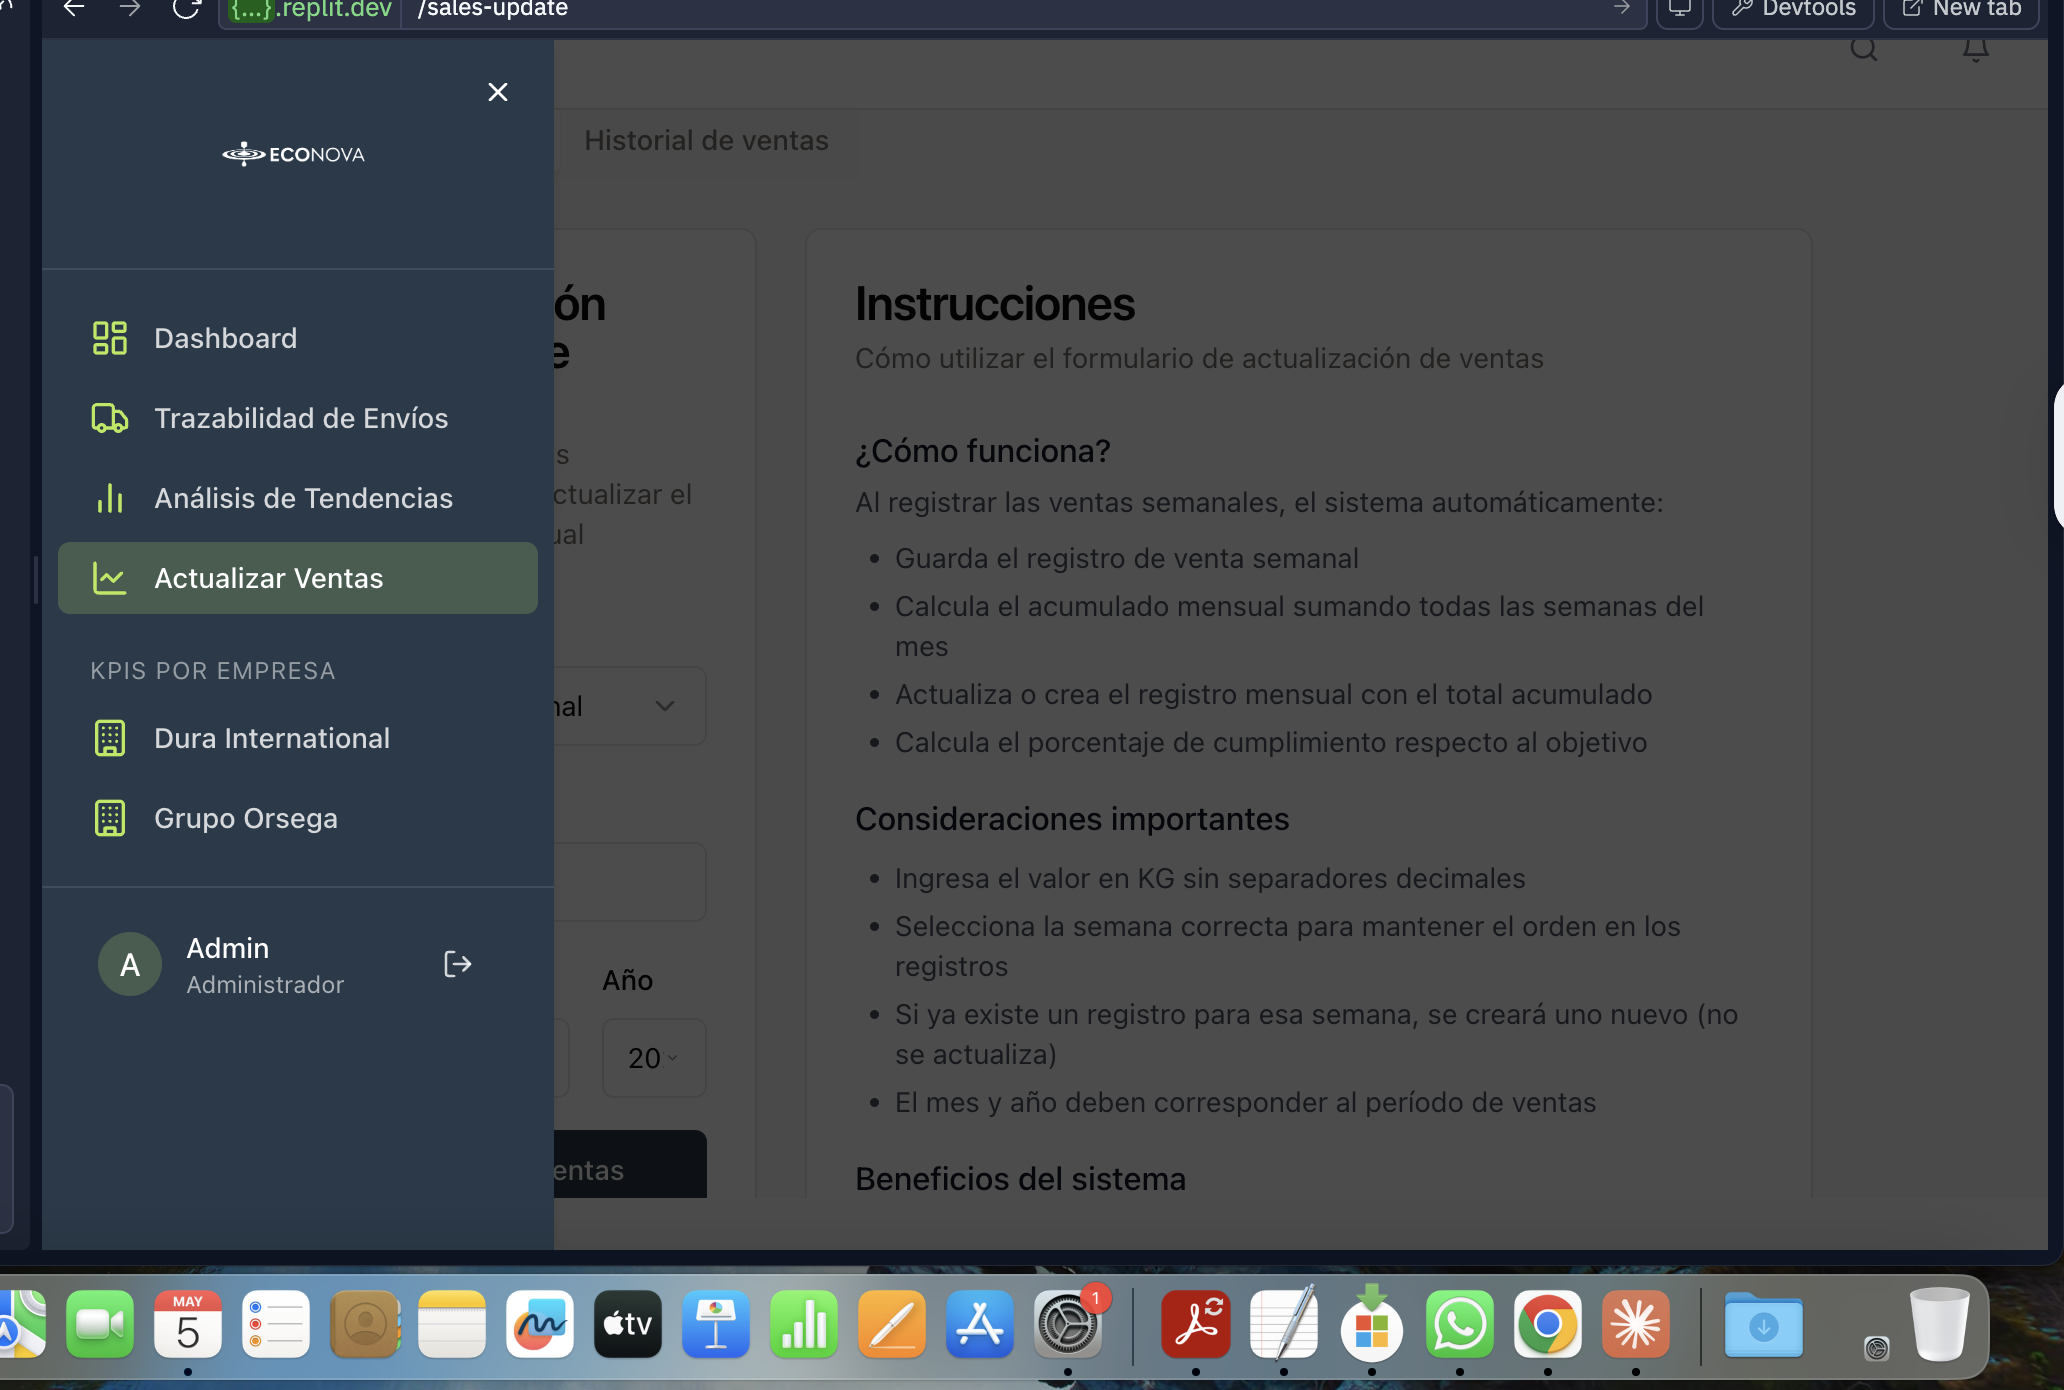 {...}.replit.dev /sales-update
Devtools
New tab
ECONOVA
Dashboard
Trazabilidad de Envíos
Análisis de Tendencias
Actualizar Ventas
KPIS POR EMPRESA
Dura International
Grupo Orsega
A
Admin
Administrador
Historial de ventas
ón
e
s
ctualizar el
ual
nal
Año
20
entas
Instrucciones
Cómo utilizar el formulario de actualización de ventas
¿Cómo funciona?
Al registrar las ventas semanales, el sistema automáticamente:
• Guarda el registro de venta semanal
• Calcula el acumulado mensual sumando todas las semanas del
mes
• Actualiza o crea el registro mensual con el total acumulado
• Calcula el porcentaje de cumplimiento respecto al objetivo
Consideraciones importantes
• Ingresa el valor en KG sin separadores decimales
• Selecciona la semana correcta para mantener el orden en los
registros
• Si ya existe un registro para esa semana, se creará uno nuevo (no
se actualiza)
• El mes y año deben corresponder al período de ventas
Beneficios del sistema
MAY
5
tv
1